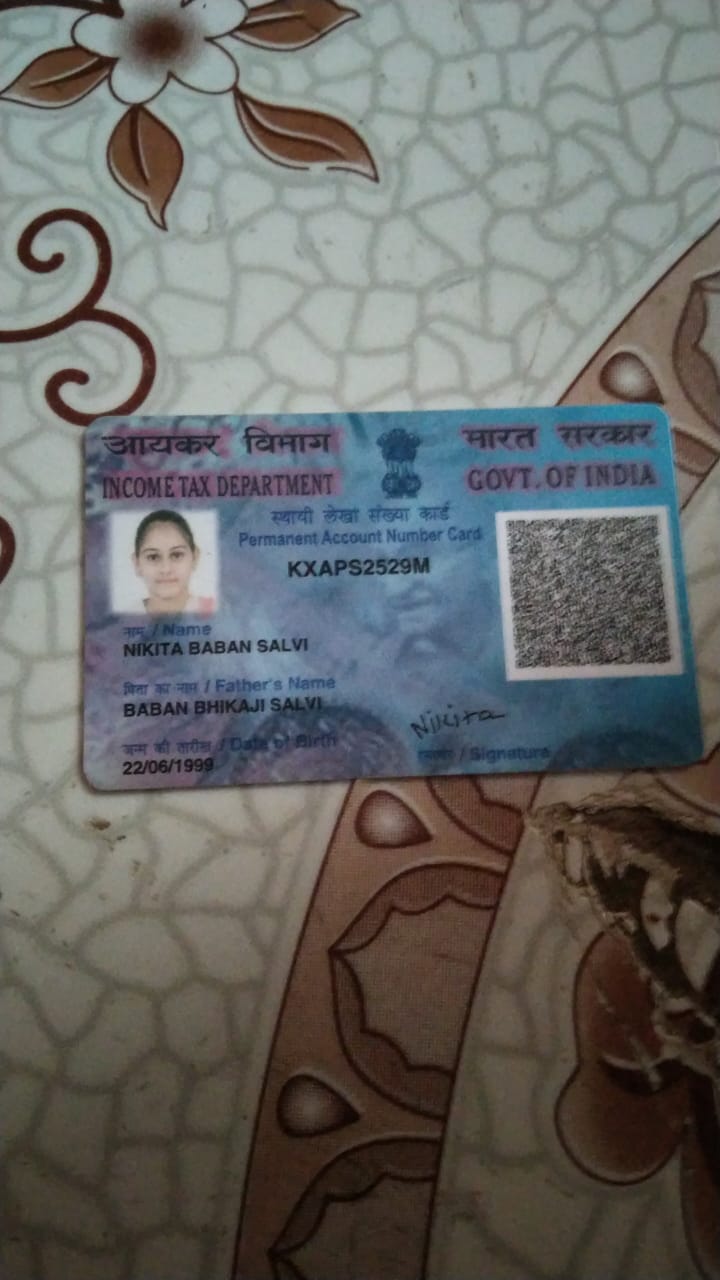 आयकर विभाग
INCOME TAX DEPARTMENT
भारत सरकार
GOVT. OF INDIA
स्थायी लेखा संख्या कार्ड
Permanent Account Number Card
KXAPS2529M
नाम / Name
NIKITA BABAN SALVI
पिता का नाम / Father's Name
BABAN BHIKAJI SALVI
जन्म की तारीख / Date of Birth
22/06/1999
Nikita
हस्ताक्षर / Signature